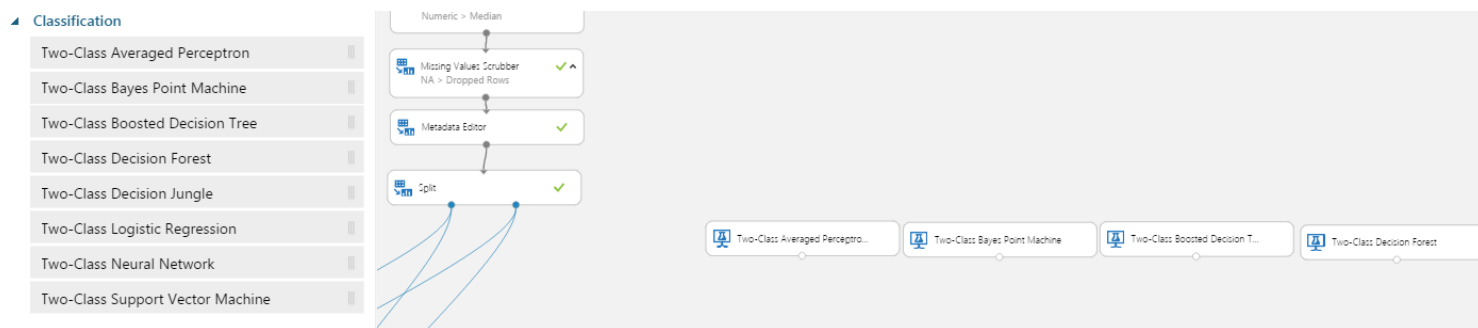 Classification
Two-Class Averaged Perceptron
Two-Class Bayes Point Machine
Two-Class Boosted Decision Tree
Two-Class Decision Forest
Two-Class Decision Jungle
Two-Class Logistic Regression
Two-Class Neural Network
Two-Class Support Vector Machine
Numeric > Median
Missing Values Scrubber
NA > Dropped Rows
Metadata Editor
Split
Two-Class Averaged Perceptro...
Two-Class Bayes Point Machine
Two-Class Boosted Decision T...
Two-Class Decision Forest